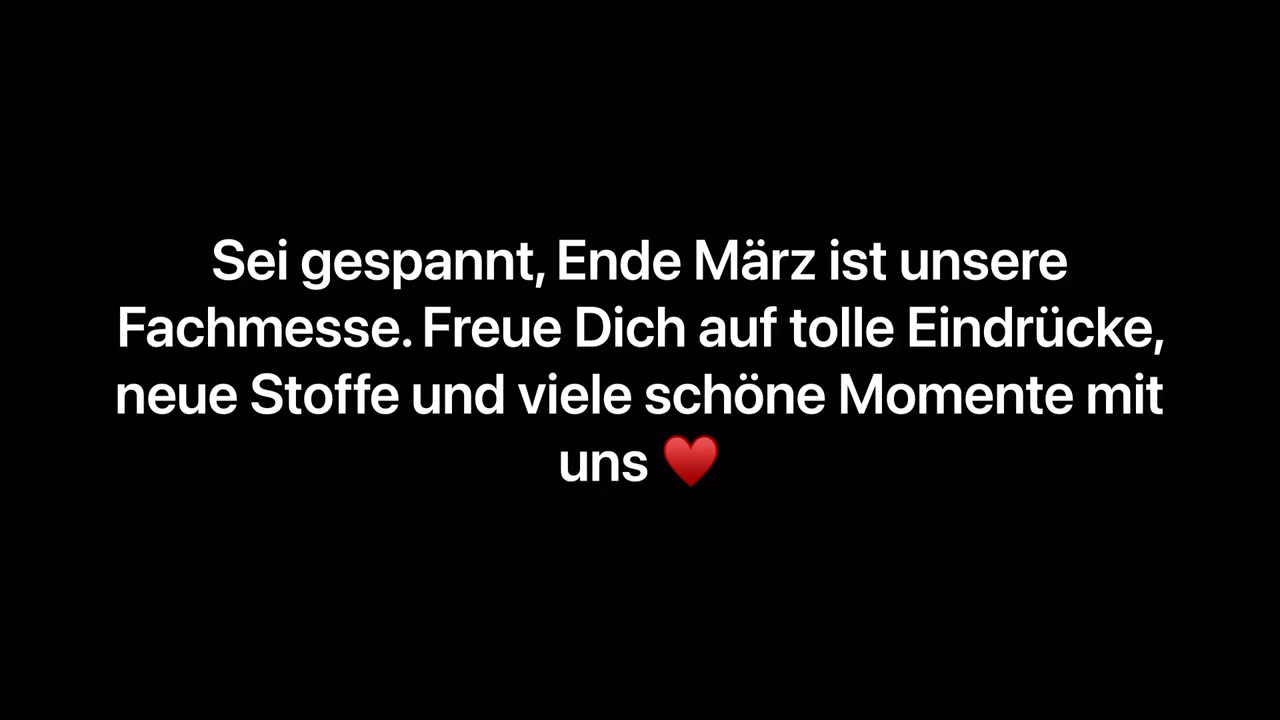 Sei gespannt, Ende März ist unsere
Fachmesse. Freue Dich auf tolle Eindrücke,
neue Stoffe und viele schöne Momente mit
uns ♥️